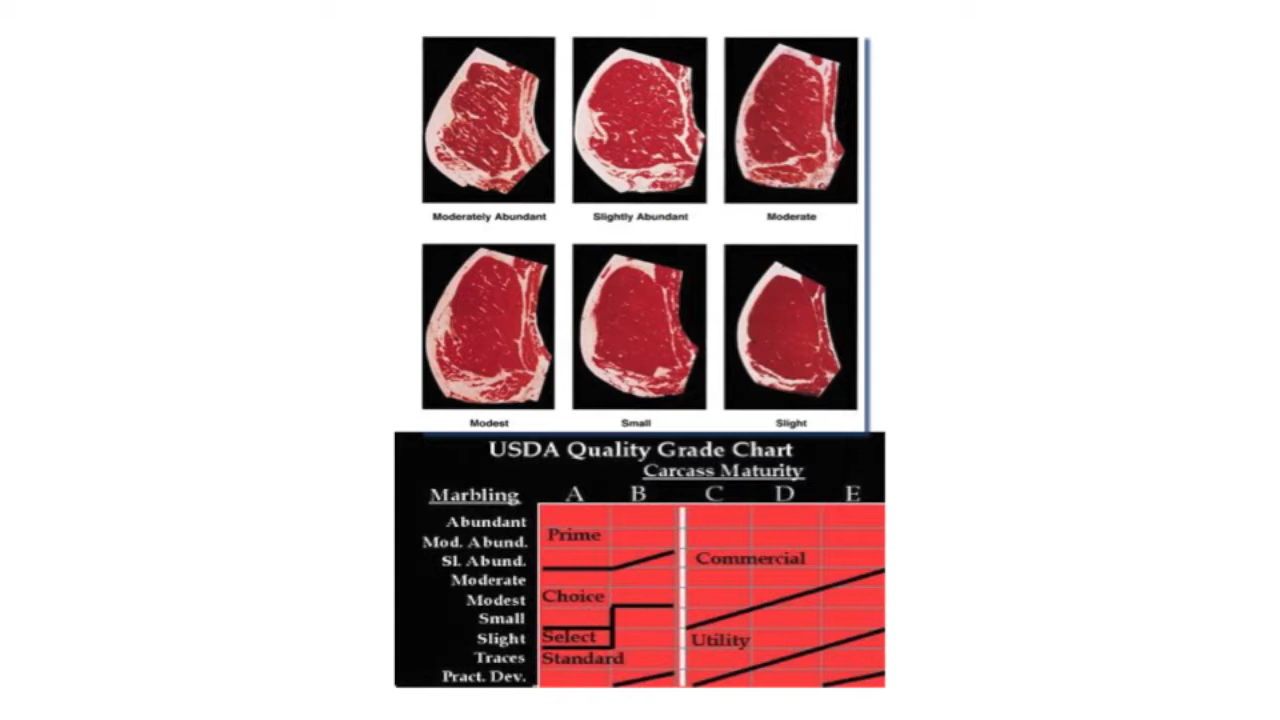 Moderately Abundant Slightly Abundant Moderate
Modest Small Slight
USDA Quality Grade Chart
Carcass Maturity
Marbling A B C D E
Abundant
Prime
Mod. Abund.
Sl. Abund. Commercial
Moderate
Modest Choice
Small
Slight Select Utility
Traces Standard
Pract. Dev.